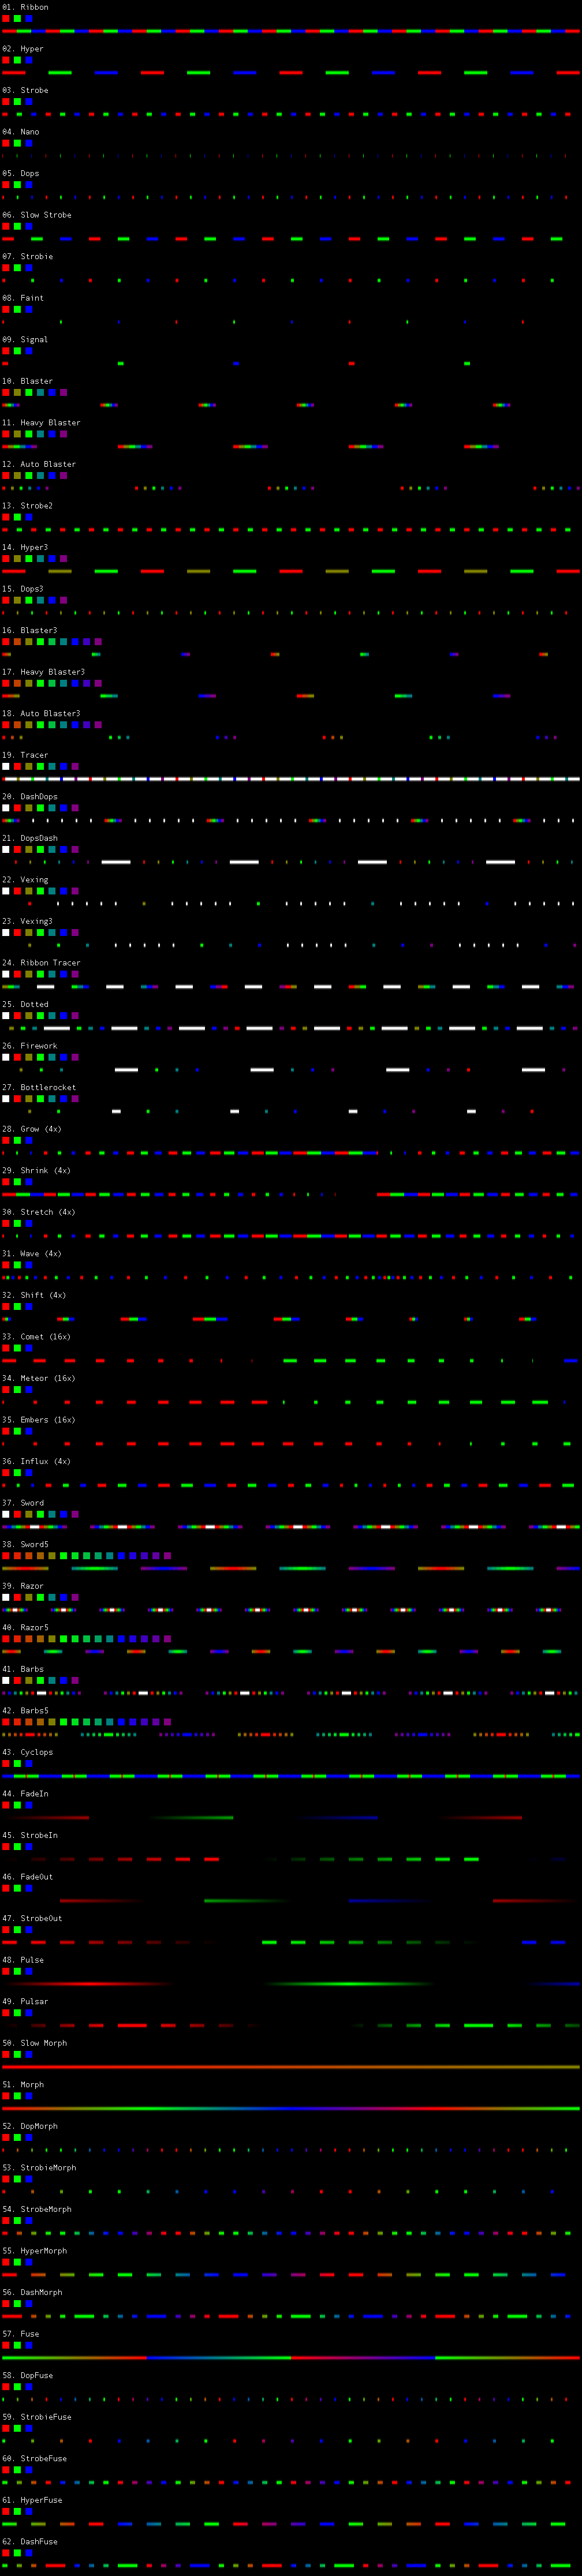 01. Ribbon
02. Hyper
03. Strobe
04. Nano
05. Dops
06. Slow Strobe
07. Strobie
08. Faint
09. Signal
10. Blaster
11. Heavy Blaster
12. Auto Blaster
13. Strobe2
14. Hyper3
15. Dops3
16. Blaster3
17. Heavy Blaster3
18. Auto Blaster3
19. Tracer
20. DashDops
21. DopsDash
22. Vexing
23. Vexing3
24. Ribbon Tracer
25. Dotted
26. Firework
27. Bottlerocket
28. Grow (4x)
29. Shrink (4x)
30. Stretch (4x)
31. Wave (4x)
32. Shift (4x)
33. Comet (16x)
34. Meteor (16x)
35. Embers (16x)
36. Influx (4x)
37. Sword
38. Sword5
39. Razor
40. Razor5
41. Barbs
42. Barbs5
43. Cyclops
44. FadeIn
45. StrobeIn
46. FadeOut
47. StrobeOut
48. Pulse
49. Pulsar
50. Slow Morph
51. Morph
52. DopMorph
53. StrobieMorph
54. StrobeMorph
55. HyperMorph
56. DashMorph
57. Fuse
58. DopFuse
59. StrobieFuse
60. StrobeFuse
61. HyperFuse
62. DashFuse